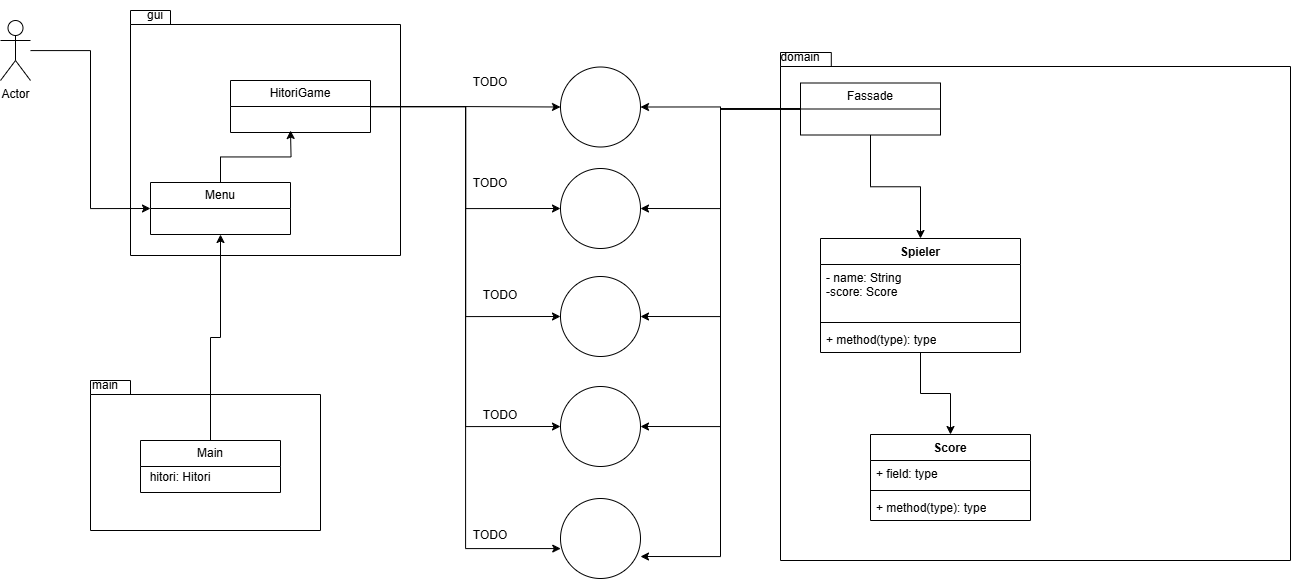 gui
domain
TODO
HitoriGame
Fassade
Actor
TODO
Menu
Spieler
- name: String
-score: Score
TODO
+ method(type): type
main
TODO
Main
Score
hitori: Hitori
+ field: type
+ method(type): type
TODO